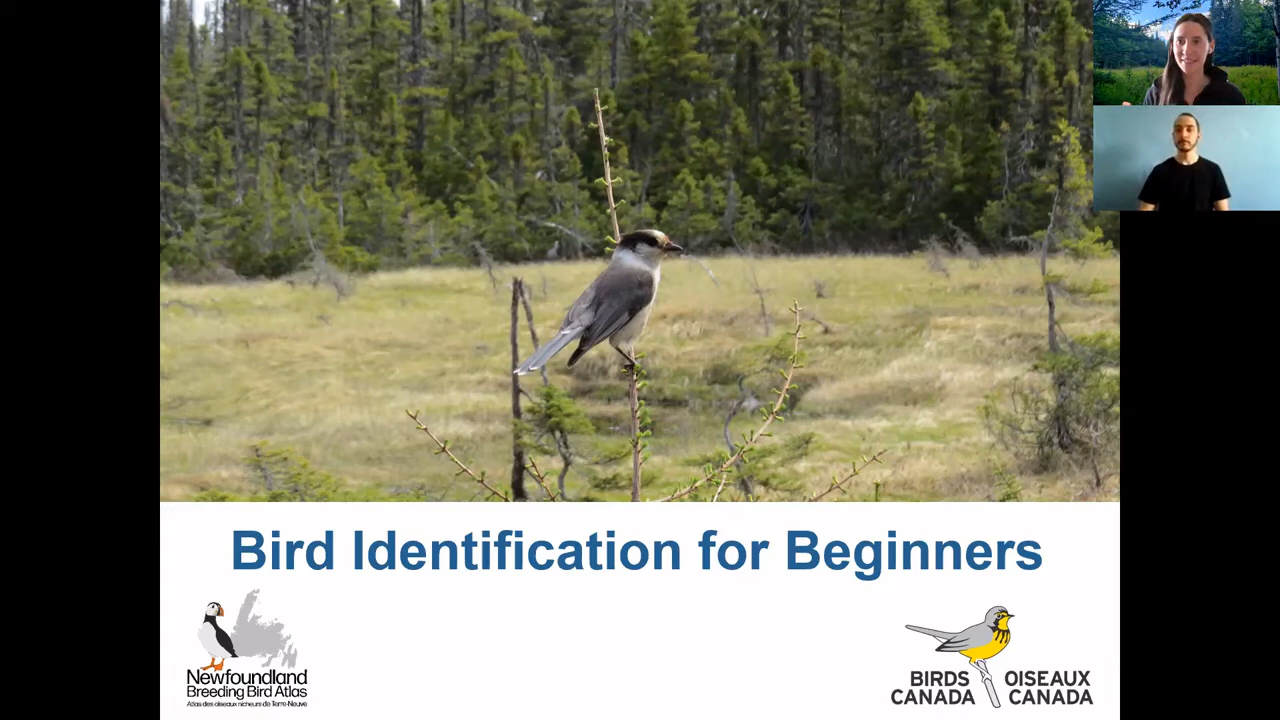 Bird Identification for Beginners
Newfoundland
Breeding Bird Atlas
Atlas des oiseaux nicheurs de Terre-Neuve
BIRDS OISEAUX
CANADA CANADA